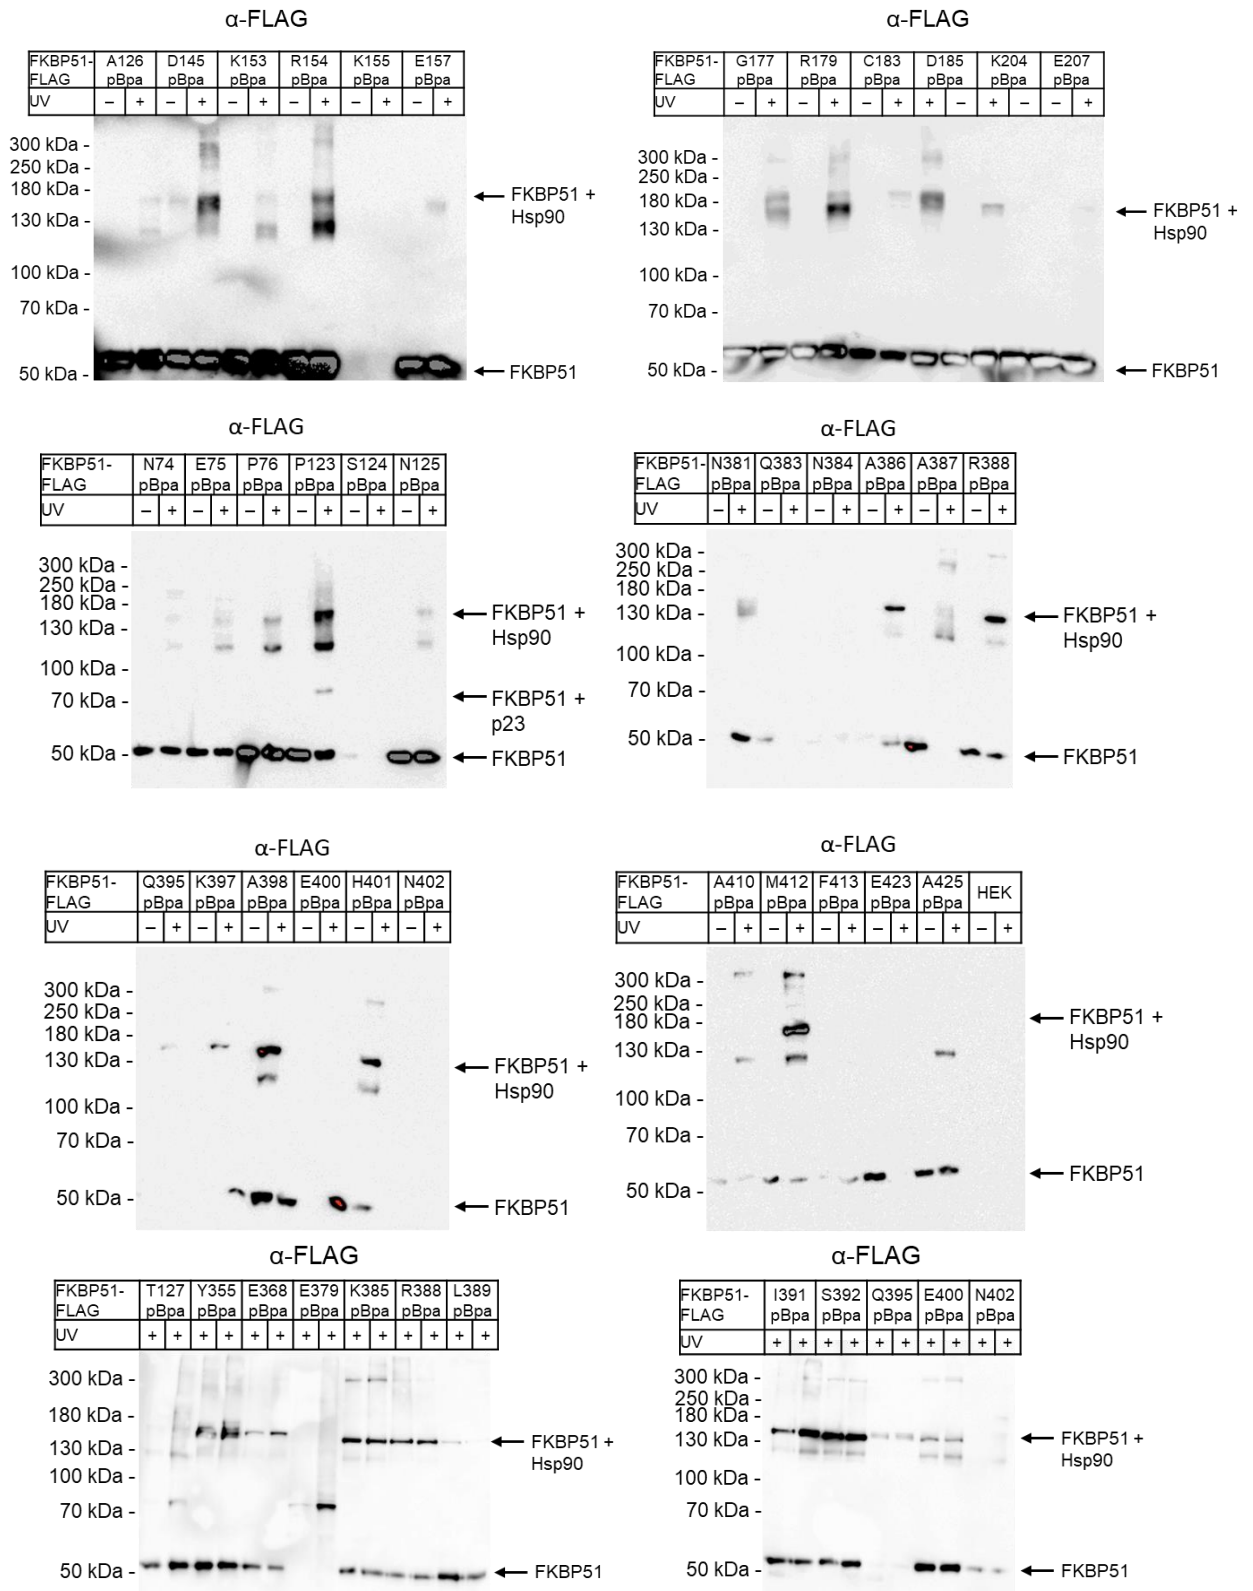 α-FLAG
FKBP51- A126 D145 K153 R154 K155 E157
FLAG pBpa pBpa pBpa pBpa pBpa pBpa
UV – + – + – + – + – + – +
300 kDa -
250 kDa -
180 kDa -
130 kDa -
100 kDa -
70 kDa -
50 kDa -
FKBP51 +
Hsp90
FKBP51
α-FLAG
FKBP51- G177 R179 C183 D185 K204 E207
FLAG pBpa pBpa pBpa pBpa pBpa pBpa
UV – + – + – + + – + – – +
300 kDa -
250 kDa -
180 kDa -
130 kDa -
100 kDa -
70 kDa -
50 kDa -
FKBP51 +
Hsp90
FKBP51
α-FLAG
FKBP51- N74 E75 P76 P123 S124 N125
FLAG pBpa pBpa pBpa pBpa pBpa pBpa
UV – + – + – + – + – + – +
300 kDa -
250 kDa -
180 kDa -
130 kDa -
100 kDa -
70 kDa -
50 kDa -
FKBP51 +
Hsp90
FKBP51 +
p23
FKBP51
α-FLAG
FKBP51- N381 Q383 N384 A386 A387 R388
FLAG pBpa pBpa pBpa pBpa pBpa pBpa
UV – + – + – + – + – + – +
300 kDa -
250 kDa -
180 kDa -
130 kDa -
100 kDa -
70 kDa -
50 kDa -
FKBP51 +
Hsp90
FKBP51
α-FLAG
FKBP51- Q395 K397 A398 E400 H401 N402
FLAG pBpa pBpa pBpa pBpa pBpa pBpa
UV – + – + – + – + – + – +
300 kDa -
250 kDa -
180 kDa -
130 kDa -
100 kDa -
70 kDa -
50 kDa -
FKBP51 +
Hsp90
FKBP51
α-FLAG
FKBP51- A410 M412 F413 E423 A425 HEK
FLAG pBpa pBpa pBpa pBpa pBpa
UV – + – + – + – + – + – +
300 kDa -
250 kDa -
180 kDa -
130 kDa -
100 kDa -
70 kDa -
50 kDa -
FKBP51 +
Hsp90
FKBP51
α-FLAG
FKBP51- T127 Y355 E368 E379 K385 R388 L389
FLAG pBpa pBpa pBpa pBpa pBpa pBpa pBpa
UV + + + + + + + + + + + + + +
300 kDa -
180 kDa -
130 kDa -
100 kDa -
70 kDa -
50 kDa -
FKBP51 +
Hsp90
FKBP51
α-FLAG
FKBP51- I391 S392 Q395 E400 N402
FLAG pBpa pBpa pBpa pBpa pBpa
UV + + + + + + + + + +
300 kDa -
250 kDa -
180 kDa -
130 kDa -
100 kDa -
70 kDa -
50 kDa -
FKBP51 +
Hsp90
FKBP51